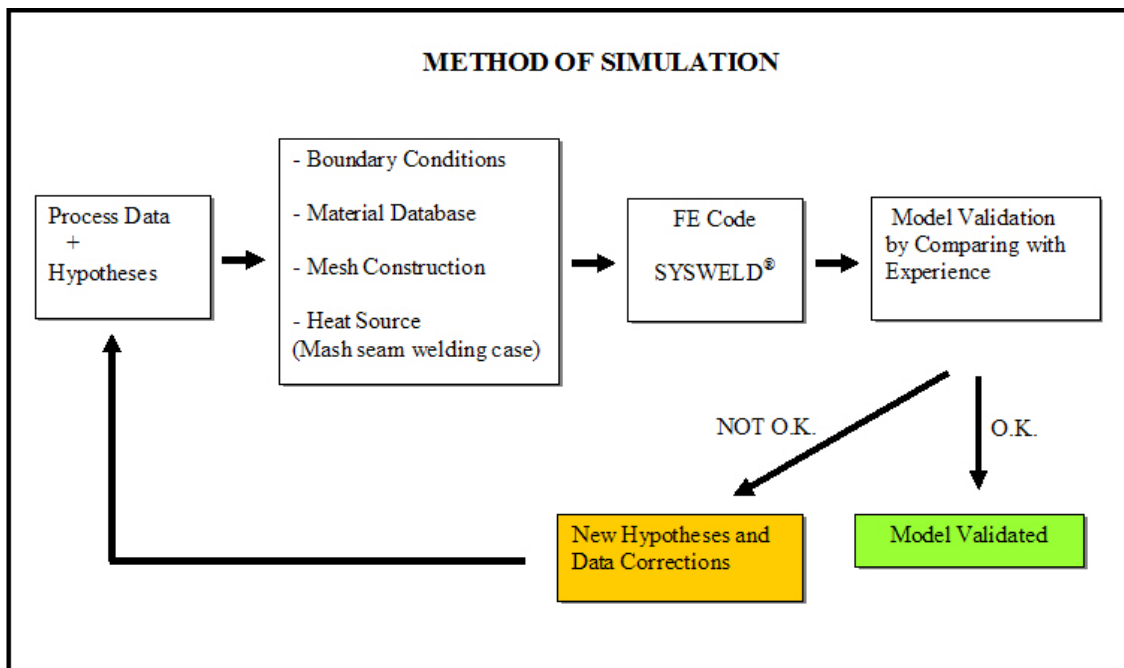 METHOD OF SIMULATION
Process Data
+
Hypotheses
- Boundary Conditions
- Material Database
- Mesh Construction
- Heat Source
(Mash seam welding case)
FE Code
SYSWELD®
Model Validation
by Comparing with
Experience
NOT O.K.
O.K.
New Hypotheses and
Data Corrections
Model Validated